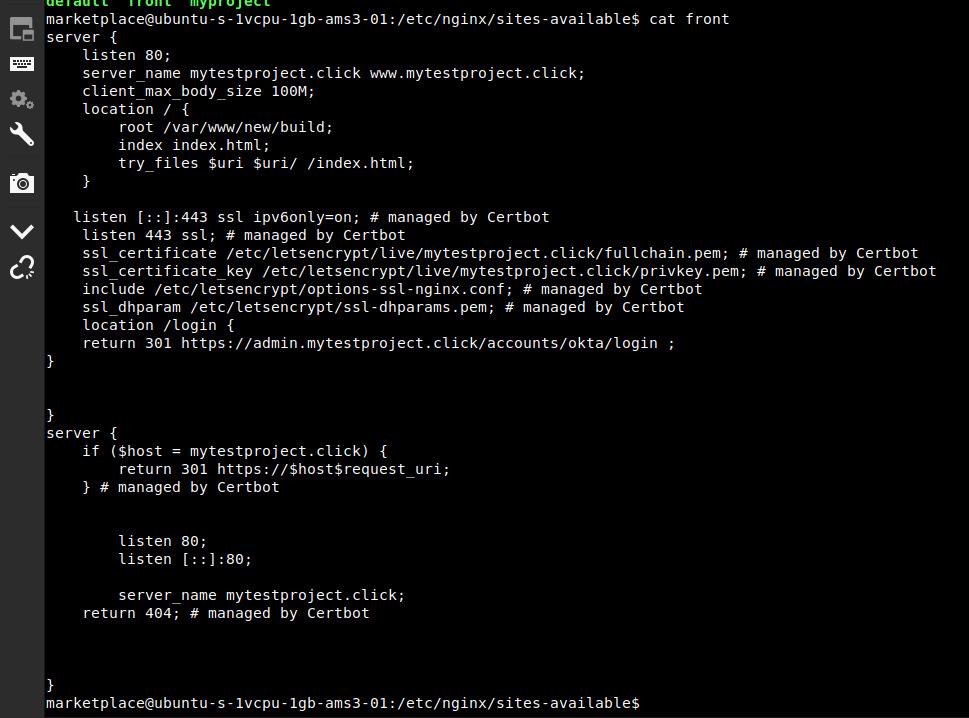 default front myproject
marketplace@ubuntu-s-1vcpu-1gb-ams3-01:/etc/nginx/sites-available$ cat front
server {
    listen 80;
    server_name mytestproject.click www.mytestproject.click;
    client_max_body_size 100M;
    location / {
        root /var/www/new/build;
        index index.html;
        try_files $uri $uri/ /index.html;
    }
   listen [::]:443 ssl ipv6only=on; # managed by Certbot
    listen 443 ssl; # managed by Certbot
    ssl_certificate /etc/letsencrypt/live/mytestproject.click/fullchain.pem; # managed by Certbot
    ssl_certificate_key /etc/letsencrypt/live/mytestproject.click/privkey.pem; # managed by Certbot
    include /etc/letsencrypt/options-ssl-nginx.conf; # managed by Certbot
    ssl_dhparam /etc/letsencrypt/ssl-dhparams.pem; # managed by Certbot
    location /login {
    return 301 https://admin.mytestproject.click/accounts/okta/login ;
}
}
server {
    if ($host = mytestproject.click) {
        return 301 https://$host$request_uri;
    } # managed by Certbot
        listen 80;
        listen [::]:80;
        server_name mytestproject.click;
    return 404; # managed by Certbot
}
marketplace@ubuntu-s-1vcpu-1gb-ams3-01:/etc/nginx/sites-available$